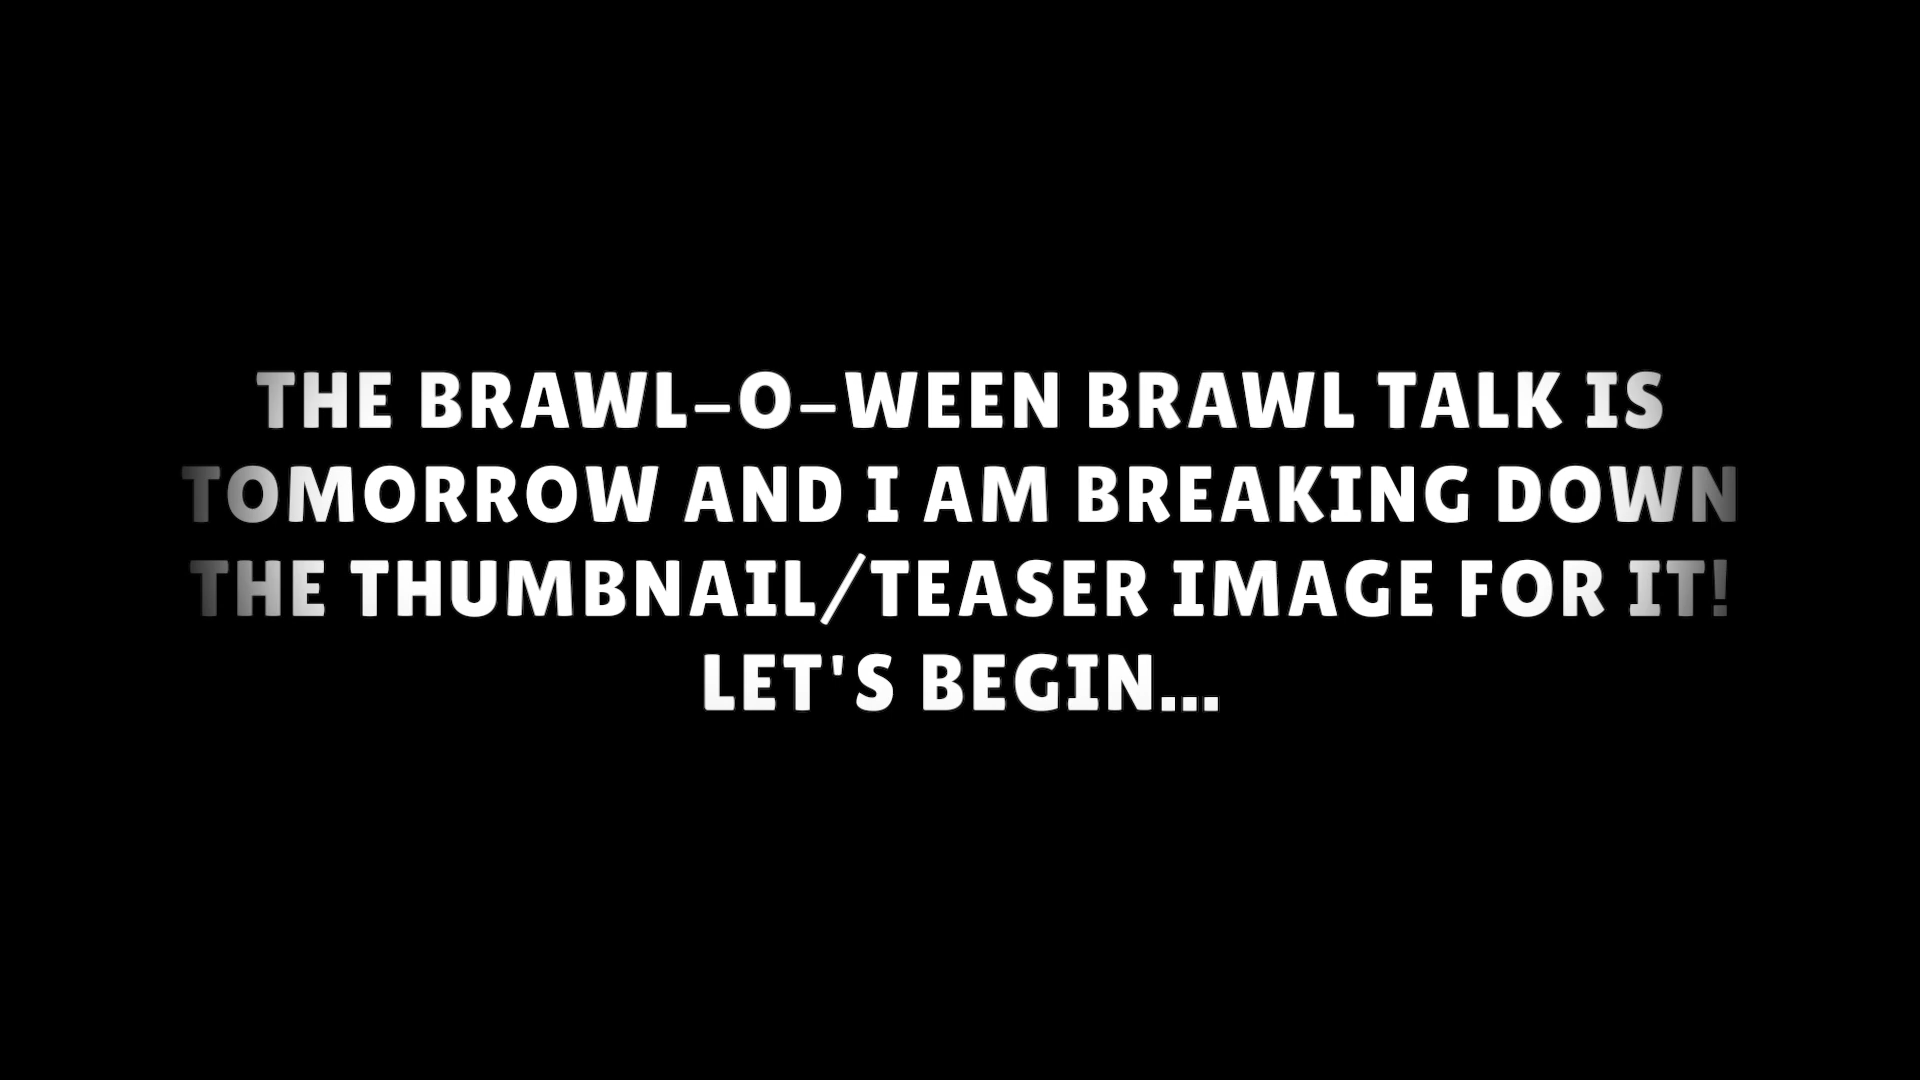 THE BRAWL-O-WEEN BRAWL TALK IS
TOMORROW AND I AM BREAKING DOWN
THE THUMBNAIL/TEASER IMAGE FOR IT!
LET'S BEGIN...